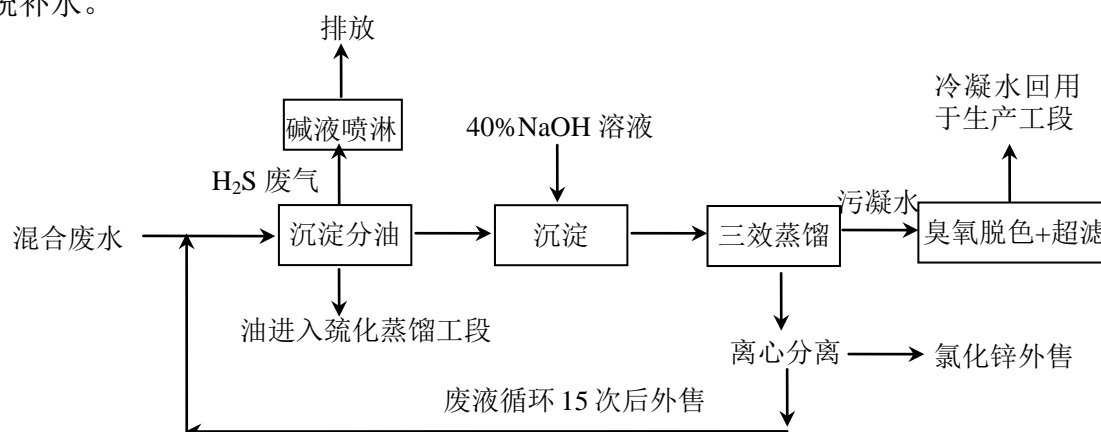 统补水。
排放
冷凝水回用
于生产工段
碱液喷淋
40%NaOH 溶液
H₂S 废气
污凝水
混合废水
沉淀分油
沉淀
三效蒸馏
臭氧脱色+超滤
油进入巯化蒸馏工段
离心分离
氯化锌外售
废液循环 15 次后外售